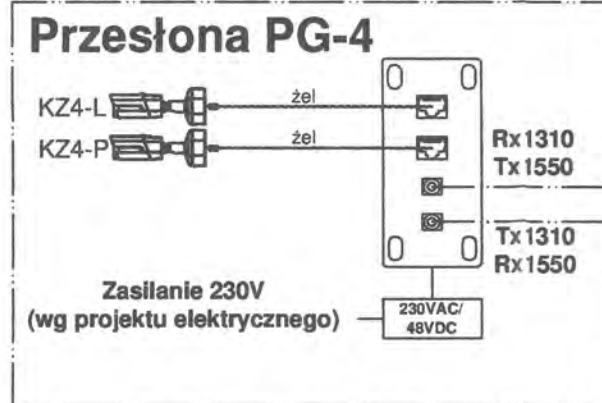 Przesłona PG-4
KZ4-L
żel
KZ4-P
żel
Rx1310
Tx1550
Tx1310
Rx1550
Zasilanie 230V
(wg projektu elektrycznego)
230VAC/
48VDC